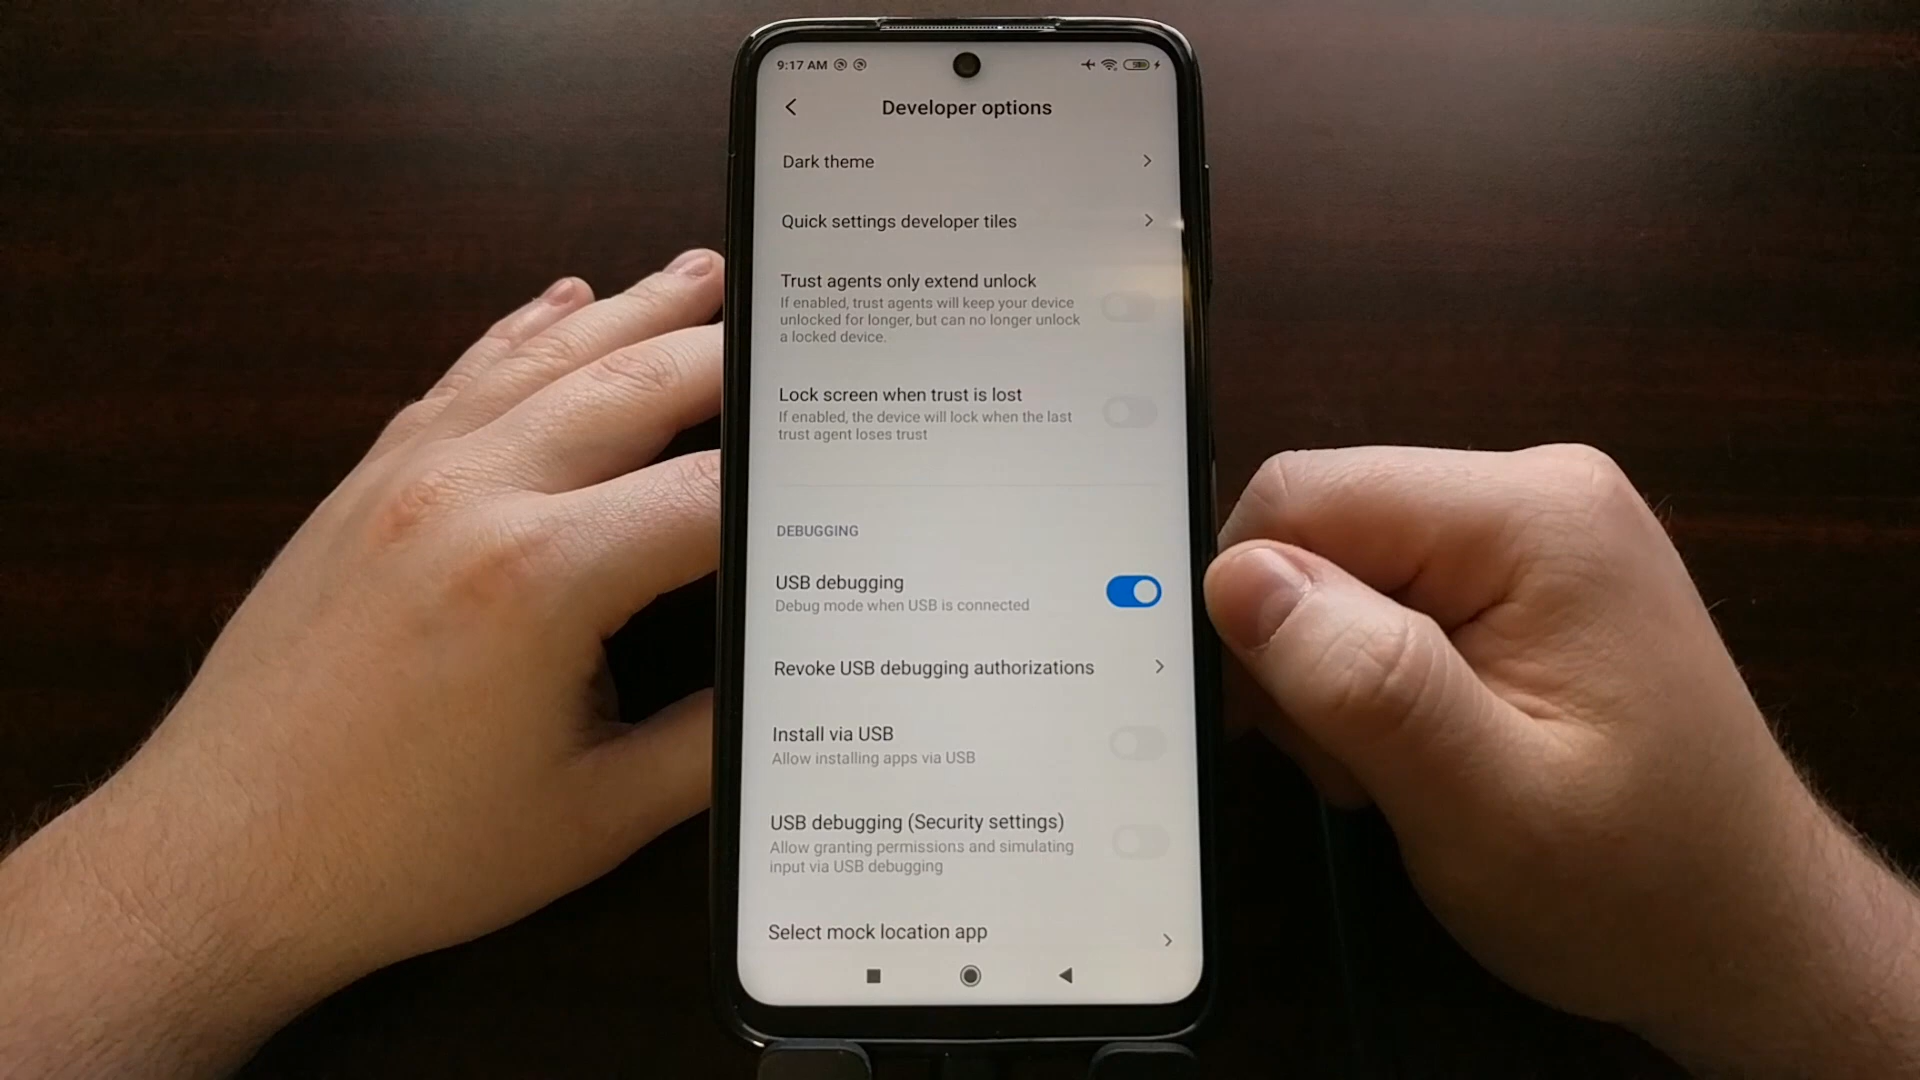 9:17 AM
Developer options
Dark theme
Quick settings developer tiles
Trust agents only extend unlock
If enabled, trust agents will keep your device
unlocked for longer, but can no longer unlock
a locked device.
Lock screen when trust is lost
If enabled, the device will lock when the last
trust agent loses trust
DEBUGGING
USB debugging
Debug mode when USB is connected
Revoke USB debugging authorizations
Install via USB
Allow installing apps via USB
USB debugging (Security settings)
Allow granting permissions and simulating
input via USB debugging
Select mock location app